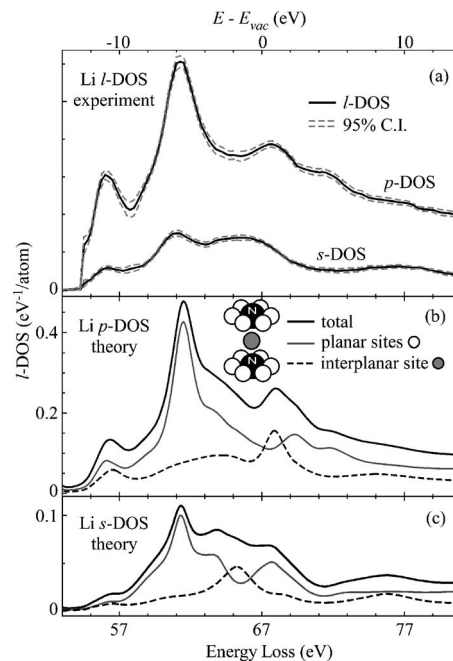 E - E_vac (eV)
-10 0 10
Li l-DOS
experiment
(a)
l-DOS
95% C.I.
p-DOS
s-DOS
l-DOS (eV⁻¹/atom)
Li p-DOS
theory
(b)
N
N
total
planar sites
interplanar site
0.4
0.2
0
Li s-DOS
theory
(c)
0.1
0
57 67 77
Energy Loss (eV)